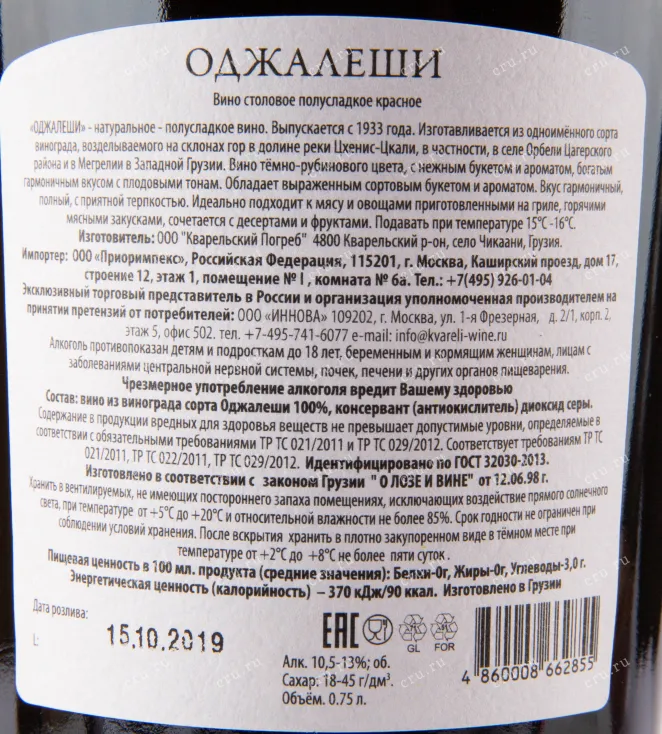 ОДЖАЛЕШИ
Вино столовое полусладкое красное
«ОДЖАЛЕШИ» - натуральное - полусладкое вино. Выпускается с 1933 года. Изготавливается из одноимённого сорта
винограда, возделываемого на склонах гор в долине реки Цхенис-Цкали, в частности, в селе Орбели Цагерского
района и в Мегрелии в Западной Грузии. Вино тёмно-рубинового цвета, с нежным букетом и ароматом, богатым
гармоничным вкусом с плодовыми тонам. Обладает выраженным сортовым букетом и ароматом. Вкус гармоничный,
полный, с приятной терпкостью. Идеально подходит к мясу и овощами приготовленными на гриле, горячими
мясными закусками, сочетается с десертами и фруктами. Подавать при температуре 15°C -16°C.
Изготовитель: ООО "Кварельский Погреб" 4800 Кварельский р-он, село Чикаани, Грузия.
Импортер: ООО «Приоримпекс», Российская Федерация, 115201, г. Москва, Каширский проезд, дом 17,
строение 12, этаж 1, помещение № I , комната № 6а. Тел.: +7(495) 926-01-04
Эксклюзивный торговый представитель в России и организация уполномоченная производителем на
принятии претензий от потребителей: ООО «ИННОВА» 109202, г. Москва, ул. 1-я Фрезерная, д. 2/1, корп. 2,
этаж 5, офис 502. тел. +7-495-741-6077 e-mail: info@kvareli-wine.ru
Алкоголь противопоказан детям и подросткам до 18 лет, беременным и кормящим женщинам, лицам с
заболеваниями центральной нервной системы, почек, печени и других органов пищеварения.
Чрезмерное употребление алкоголя вредит Вашему здоровью
Состав: вино из винограда сорта Оджалеши 100%, консервант (антиокислитель) диоксид серы.
Содержание в продукции вредных для здоровья веществ не превышает допустимые уровни, определяемые в
соответствии с обязательными требованиями ТР ТС 021/2011 и ТР ТС 029/2012. Соответствует требованиям ТР ТС
021/2011, ТР ТС 022/2011, ТР ТС 029/2012. Идентифицировано по ГОСТ 32030-2013.
Изготовлено в соответствии с законом Грузии " О ЛОЗЕ И ВИНЕ" от 12.06.98 г.
Хранить в вентилируемых, не имеющих постороннего запаха помещениях, исключающих воздействие прямого солнечного
света, при температуре от +5°C до +20°C и относительной влажности не более 85%. Срок годности не ограничен при
соблюдении условий хранения. После вскрытия хранить в плотно закупоренном виде в тёмном месте при
температуре от +2°C до +8°C не более пяти суток .
Пищевая ценность в 100 мл. продукта (средние значения): Белки-0г, Жиры-0г, Углеводы-3,0 г.
Энергетическая ценность (калорийность) – 370 кДж/90 ккал. Изготовлено в Грузии
Дата розлива:
L: 15.10.2019
EAC
GL FOR
Алк. 10,5-13%; об.
Сахар: 18-45 г/дм³
Объём. 0.75 л.
4 860008 662855
cru.ru